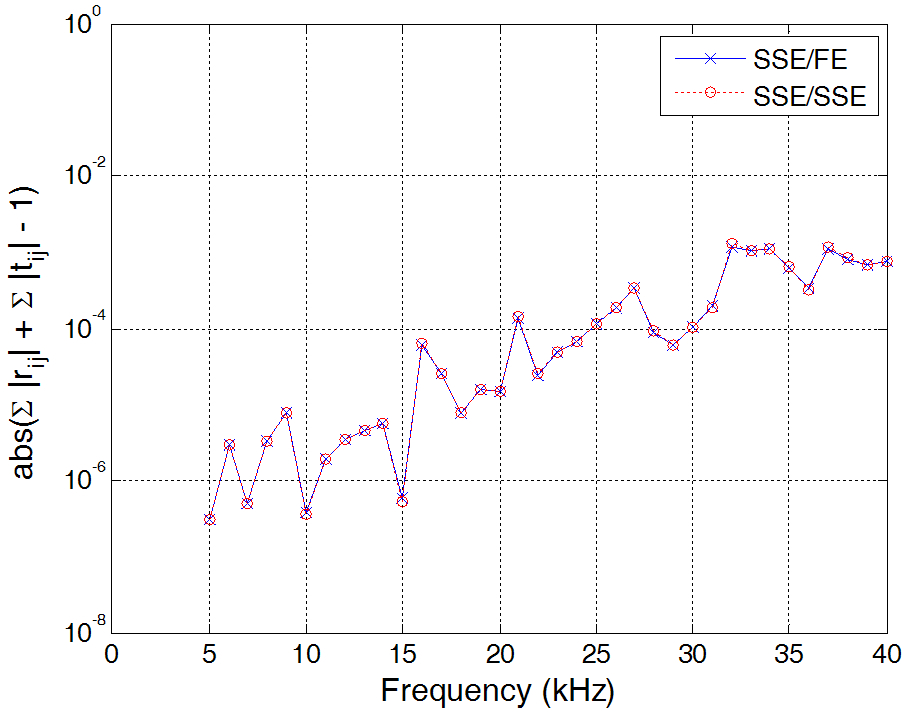 10^0
10^-2
10^-4
10^-6
10^-8
abs(Σ |r_ij| + Σ |t_ij| - 1)
SSE/FE
SSE/SSE
0 5 10 15 20 25 30 35 40
Frequency (kHz)